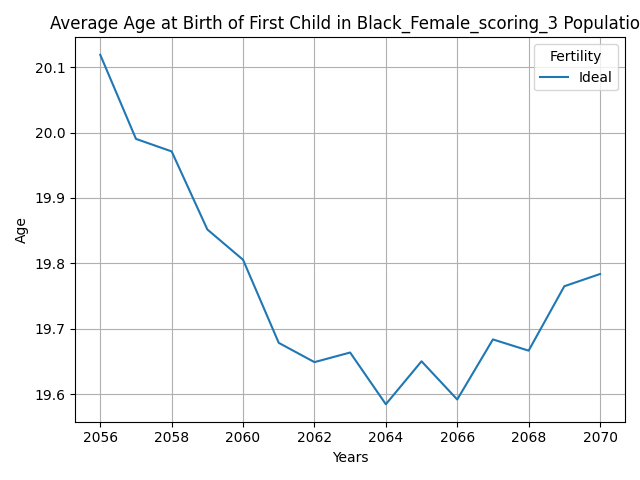 Average Age at Birth of First Child in Black_Female_scoring_3 Populatio
Fertility
Ideal
20.1
20.0
19.9
19.8
19.7
19.6
Age
2056 2058 2060 2062 2064 2066 2068 2070
Years